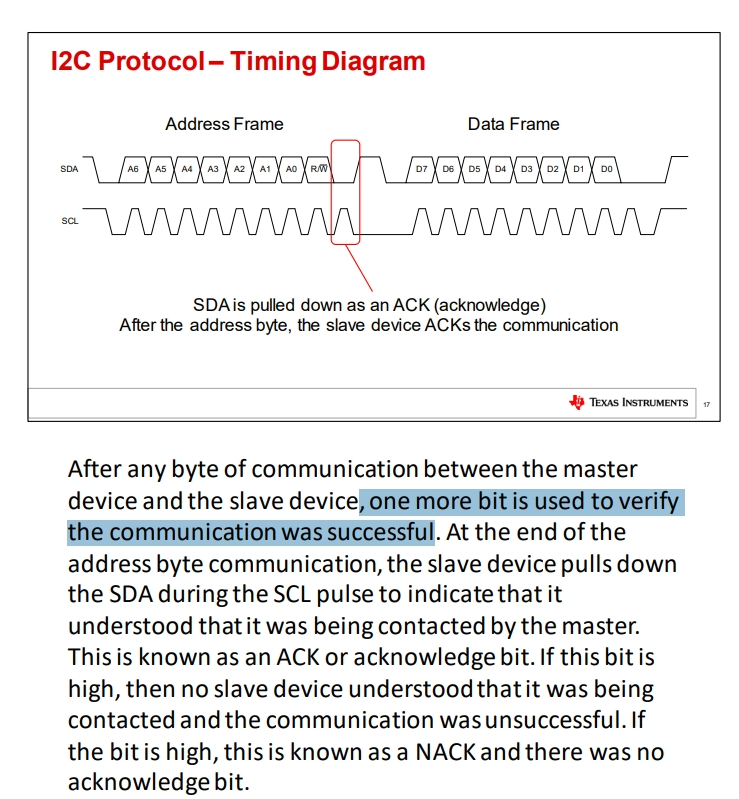 I2C Protocol – Timing Diagram
Address Frame
Data Frame
SDA A6 A5 A4 A3 A2 A1 A0 R/W̅ D7 D6 D5 D4 D3 D2 D1 D0
SCL
SDA is pulled down as an ACK (acknowledge)
After the address byte, the slave device ACKs the communication
TEXAS INSTRUMENTS
17
After any byte of communication between the master
device and the slave device, one more bit is used to verify
the communication was successful. At the end of the
address byte communication, the slave device pulls down
the SDA during the SCL pulse to indicate that it
understood that it was being contacted by the master.
This is known as an ACK or acknowledge bit. If this bit is
high, then no slave device understood that it was being
contacted and the communication was unsuccessful. If
the bit is high, this is known as a NACK and there was no
acknowledge bit.